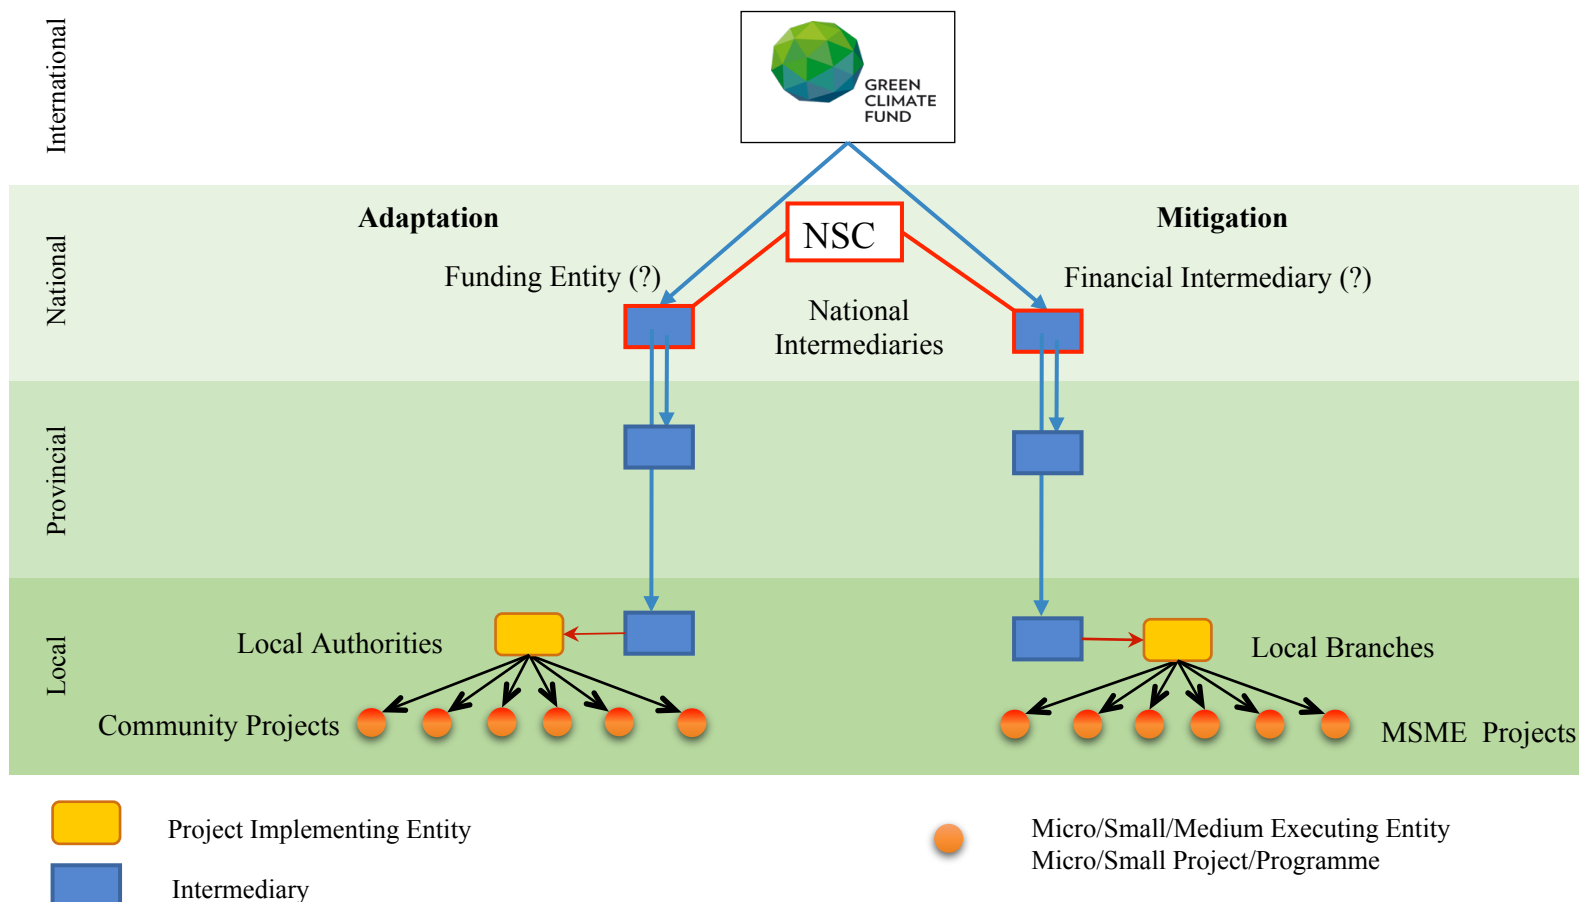 International
GREEN
CLIMATE
FUND
National
Adaptation
NSC
Mitigation
Funding Entity (?)
Financial Intermediary (?)
National
Intermediaries
Provincial
Local
Local Authorities
Local Branches
Community Projects
MSME Projects
Project Implementing Entity
Micro/Small/Medium Executing Entity
Micro/Small Project/Programme
Intermediary